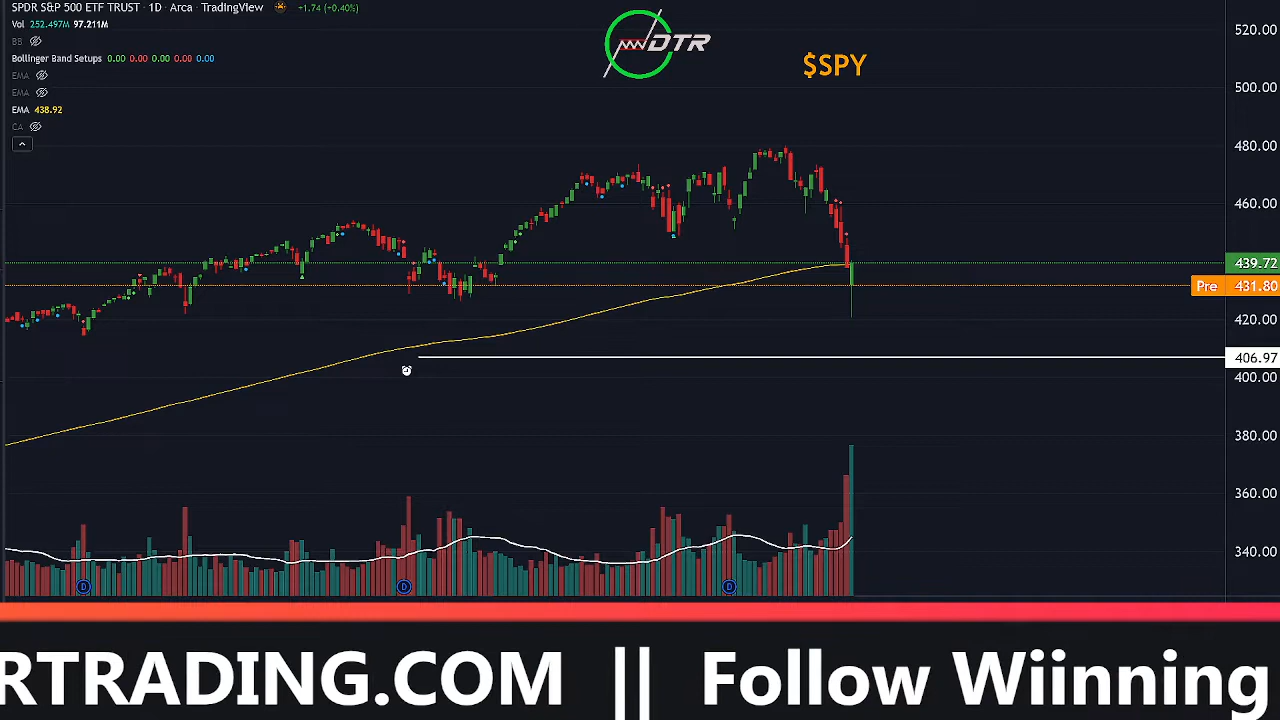 SPDR S&P 500 ETF TRUST · 1D · Arca · TradingView +1.74 (+0.40%)
Vol 252.497M 97.211M
BB
Bollinger Band Setups 0.00 0.00 0.00 0.00 0.00
EMA
EMA
EMA 438.92
CA
DTR
$SPY
520.00
500.00
480.00
460.00
439.72
Pre 431.80
420.00
406.97
400.00
380.00
360.00
340.00
D D D
RTRADING.COM || Follow Wiinning